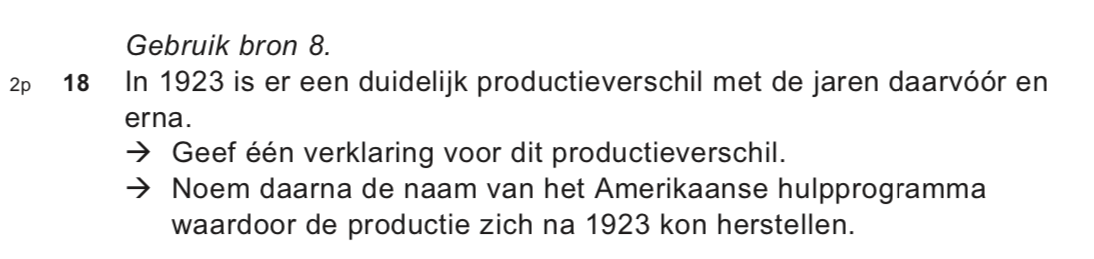 Gebruik bron 8.
2p 18 In 1923 is er een duidelijk productieverschil met de jaren daarvóór en
erna.
→ Geef één verklaring voor dit productieverschil.
→ Noem daarna de naam van het Amerikaanse hulpprogramma
waardoor de productie zich na 1923 kon herstellen.